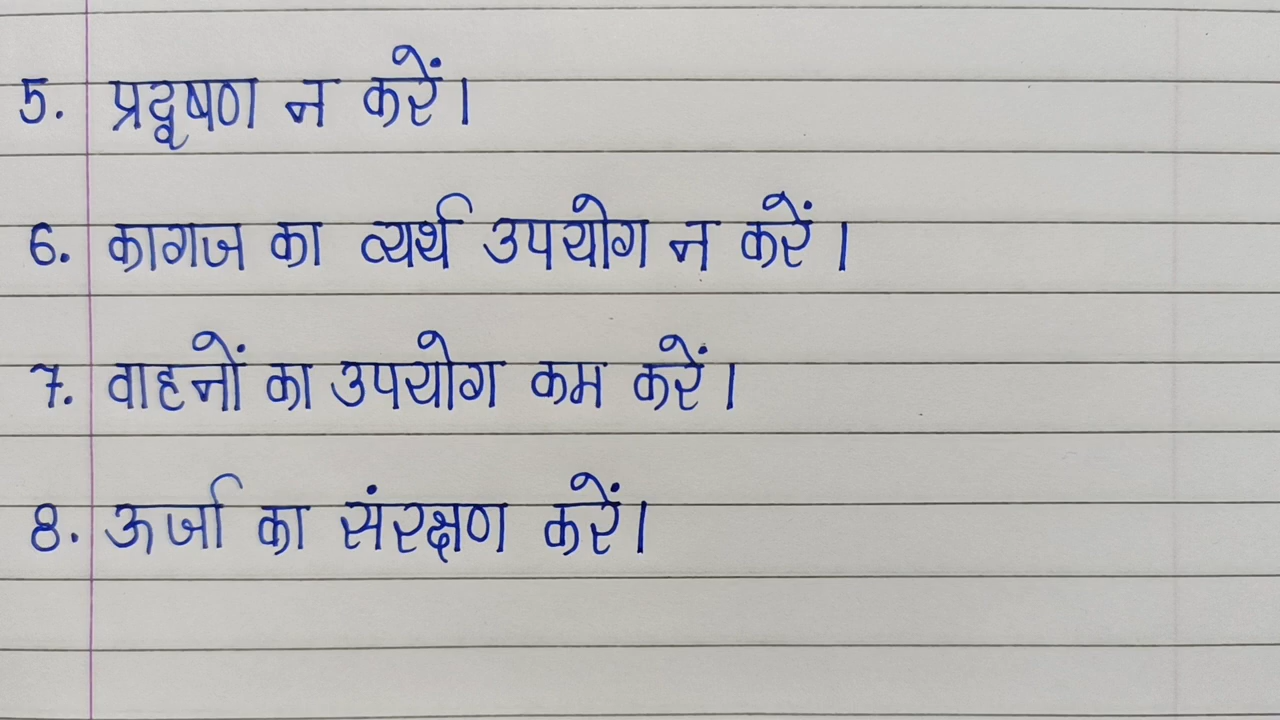 5. प्रदूषण न करें।
6. कागज का व्यर्थ उपयोग न करें।
7. वाहनों का उपयोग कम करें।
8. ऊर्जा का संरक्षण करें।